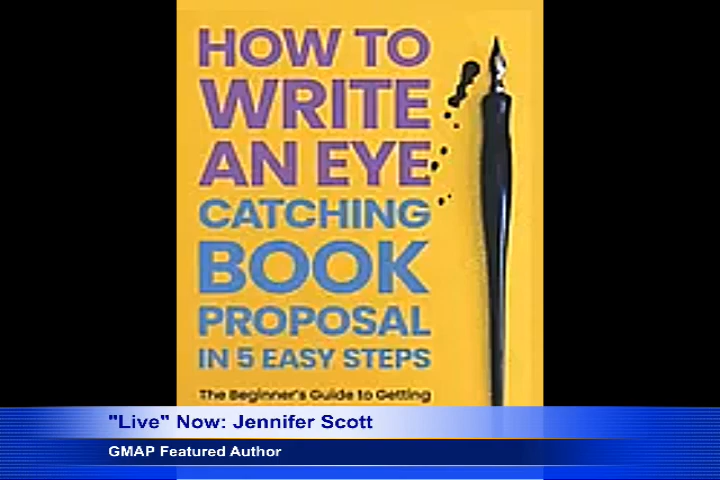 HOW TO
WRITE
AN EYE
CATCHING
BOOK
PROPOSAL
IN 5 EASY STEPS
The Beginner's Guide to Getting
"Live" Now: Jennifer Scott
GMAP Featured Author